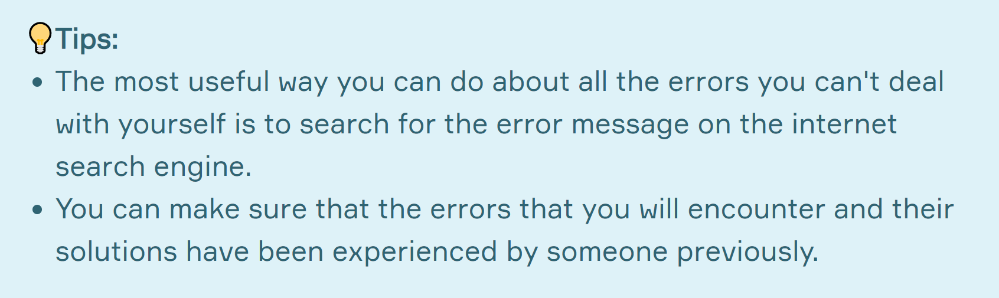 💡Tips:
• The most useful way you can do about all the errors you can't deal
with yourself is to search for the error message on the internet
search engine.
• You can make sure that the errors that you will encounter and their
solutions have been experienced by someone previously.